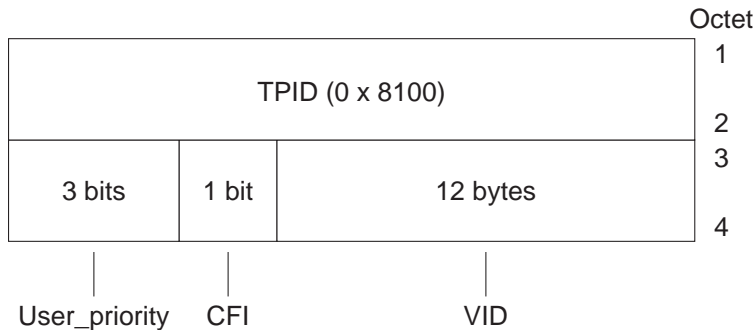 Octet
1
TPID (0 x 8100)
2
3
3 bits 1 bit 12 bytes
4
User_priority CFI VID